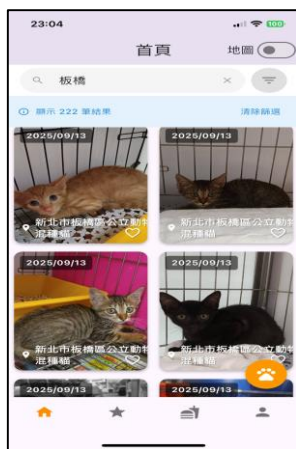 23:04
100
首頁
地圖
板橋
顯示 222 筆結果
清除篩選
2025/09/13
2025/09/13
新北市板橋區公立動物
混種貓
新北市板橋區公立動物
混種貓
2025/09/13
2025/09/13
新北市板橋區公立動物
混種貓
新北市板橋區公立動物
混種貓
2025/09/13
2025/09/13